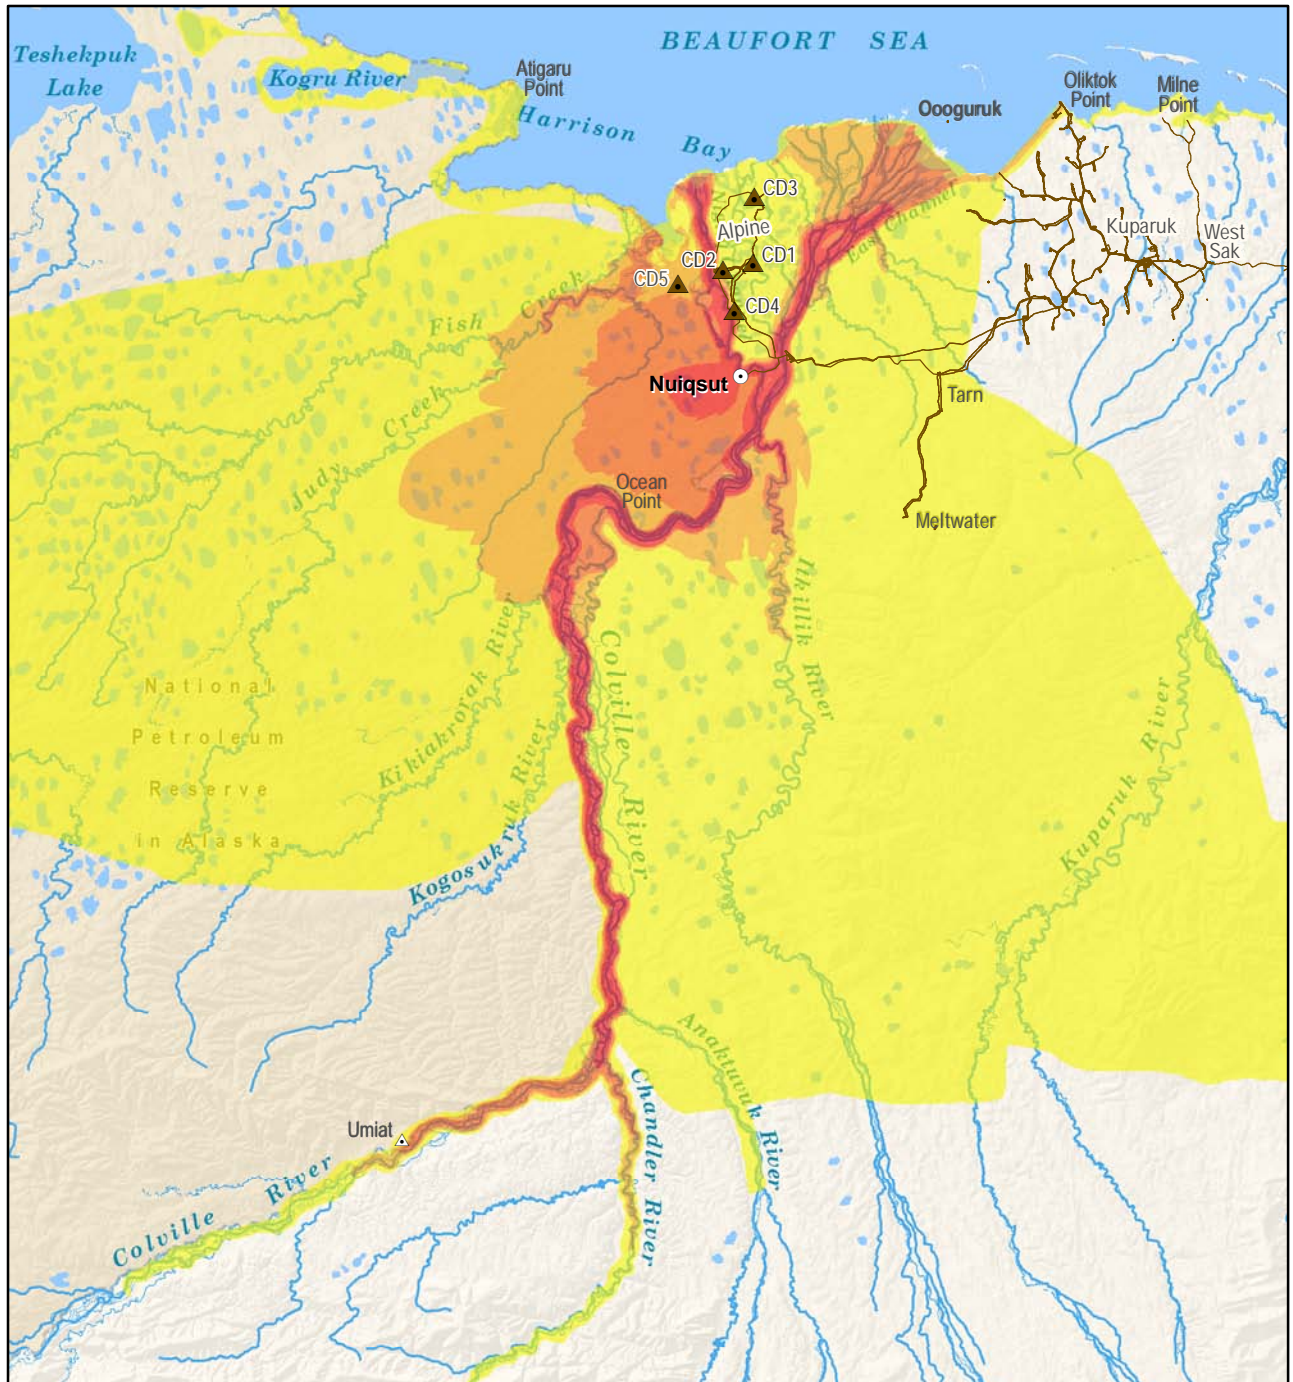 BEAUFORT SEA
Teshekpuk
Lake
Kogru River
Atigaru
Point
Harrison Bay
Oooguruk
Oliktok
Point
Milne
Point
CD3
Alpine
East Channel
Kuparuk
West
Sak
CD2
CD1
CD5
CD4
Fish Creek
Nuiqsut
Judy Creek
Tarn
Ocean
Point
Meltwater
Itkillik River
Colville River
National
Petroleum
Reserve
in Alaska
Kikiakrorak River
Kogosukruk River
Kuparuk River
Anaktuvuk River
Chandler River
Umiat
Colville River